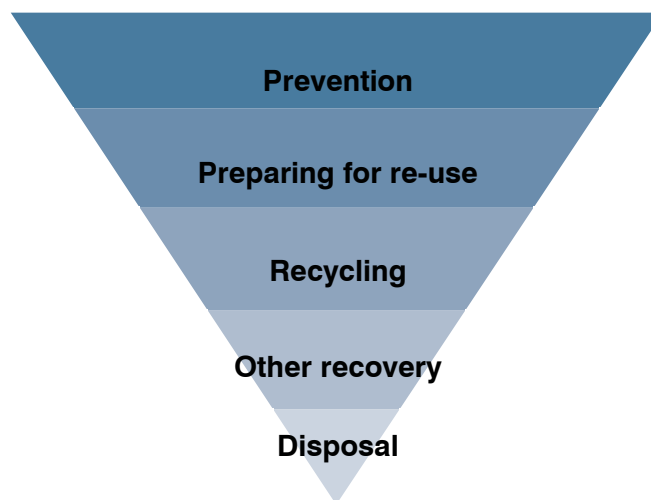 Prevention
Preparing for re-use
Recycling
Other recovery
Disposal